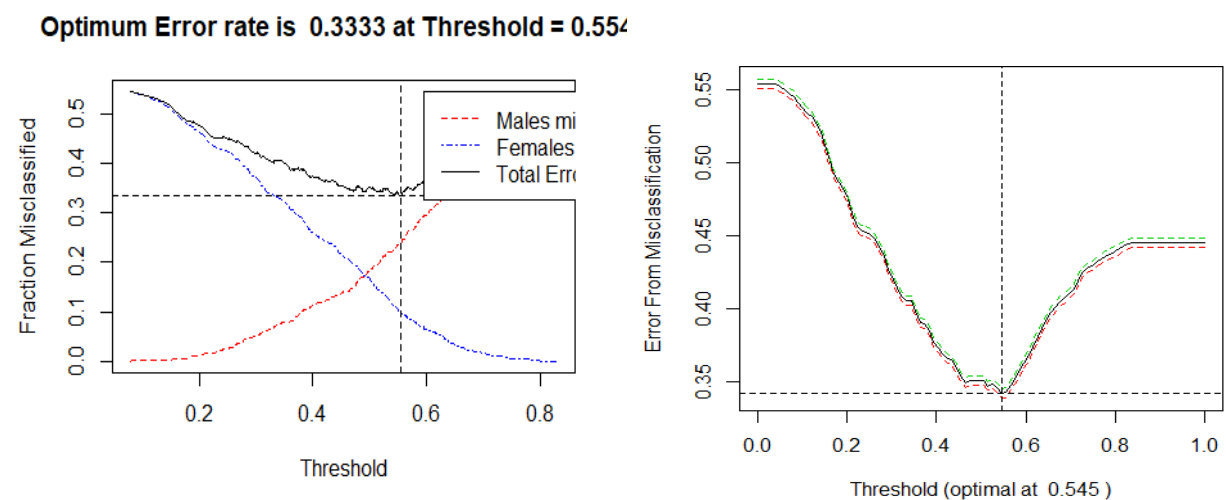 Optimum Error rate is 0.3333 at Threshold = 0.554
Fraction Misclassified
0.5
0.4
0.3
0.2
0.1
0.0
Males mi
Females
Total Erro
0.2 0.4 0.6 0.8
Threshold
Error From Misclassification
0.55
0.50
0.45
0.40
0.35
0.0 0.2 0.4 0.6 0.8 1.0
Threshold (optimal at 0.545 )